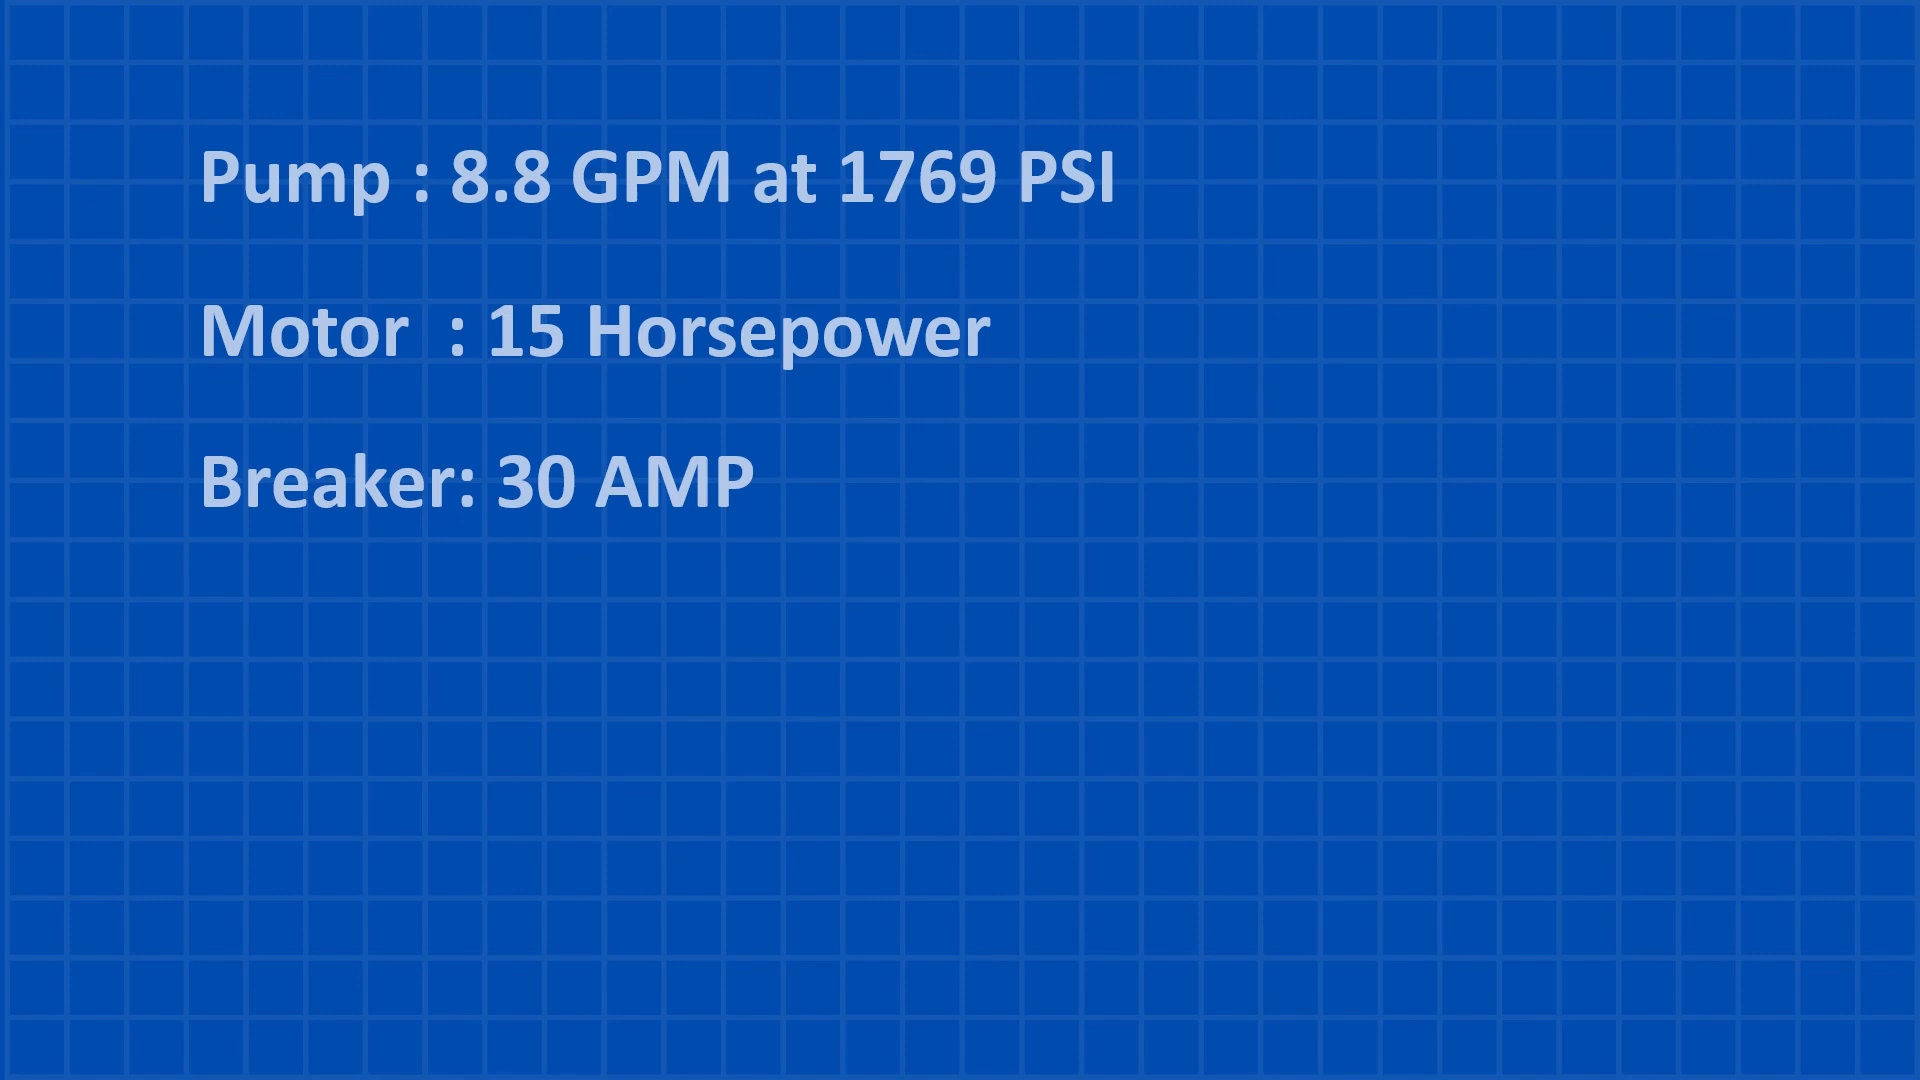 Pump : 8.8 GPM at 1769 PSI
Motor  : 15 Horsepower
Breaker: 30 AMP